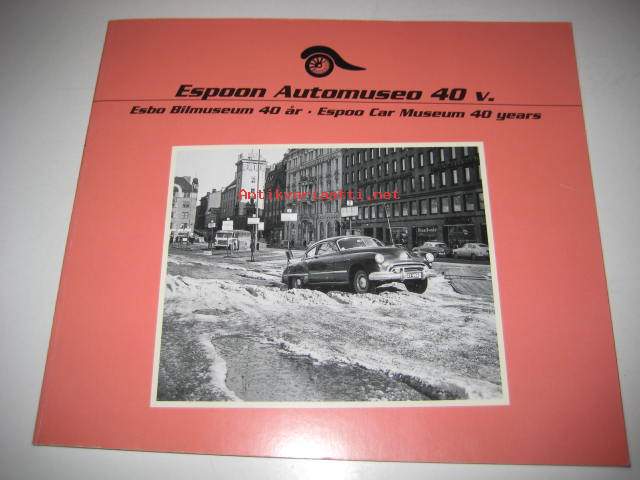 Espoon Automuseo 40 v.
Esbo Bilmuseum 40 år · Espoo Car Museum 40 years
Antikvariaatti.net